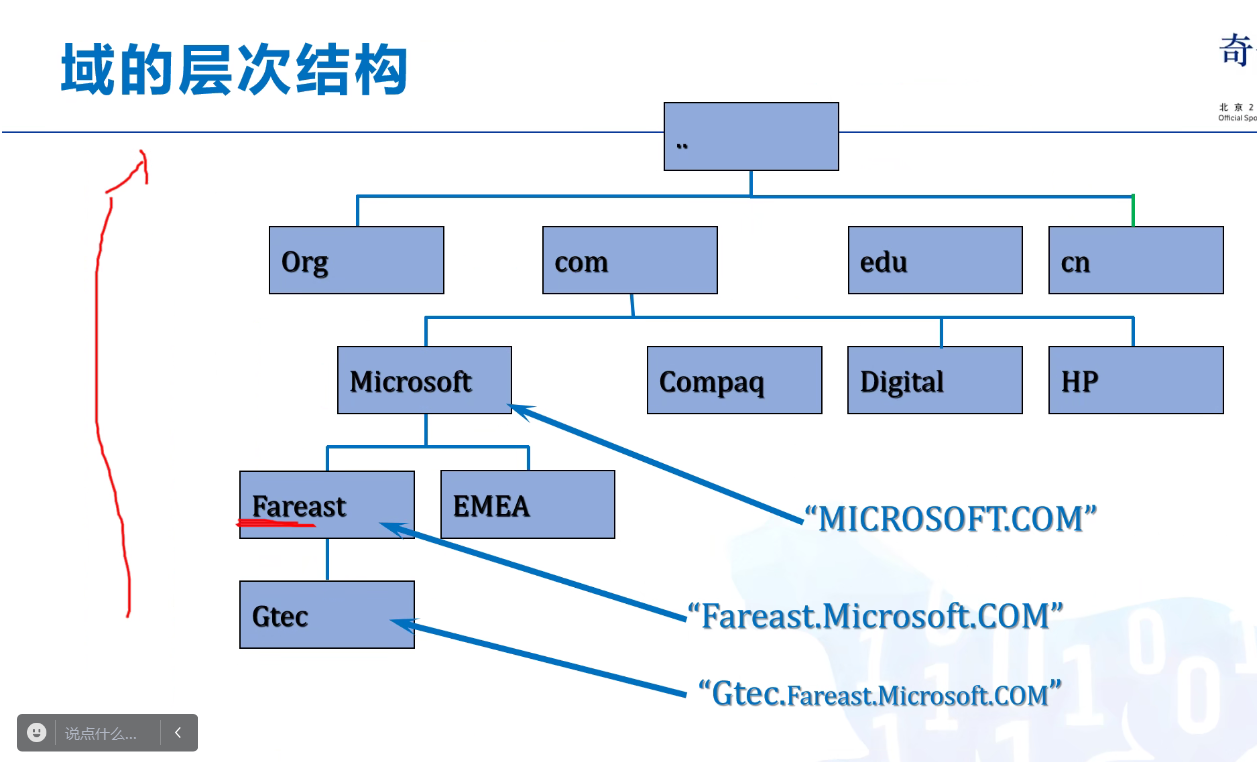 域的层次结构
奇
北 京 2
Official Spo
..
Org
com
edu
cn
Microsoft
Compaq
Digital
HP
Fareast
EMEA
“MICROSOFT.COM”
Gtec
“Fareast.Microsoft.COM”
“Gtec.Fareast.Microsoft.COM”
说点什么...